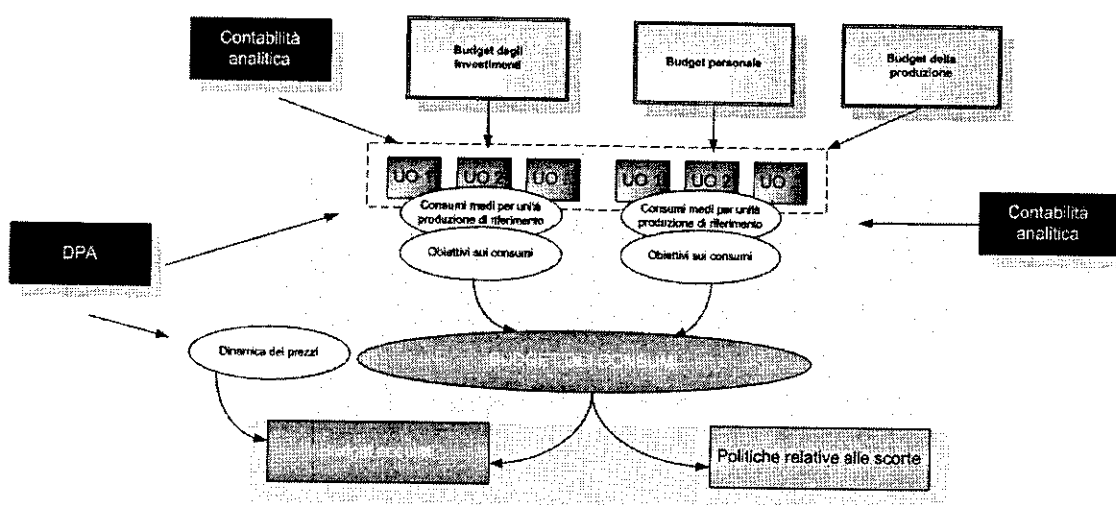 Contabilità
analitica
Budget degli
Investimenti
Budget personale
Budget della
produzione
UO 1
UO 2
UO
UO 1
UO 2
UO
Consumi medi per unità
produzione di riferimento
Consumi medi per unità
produzione di riferimento
Contabilità
analitica
DPA
Obiettivi sui consumi
Obiettivi sui consumi
Dinamica dei prezzi
Politiche relative alle scorte